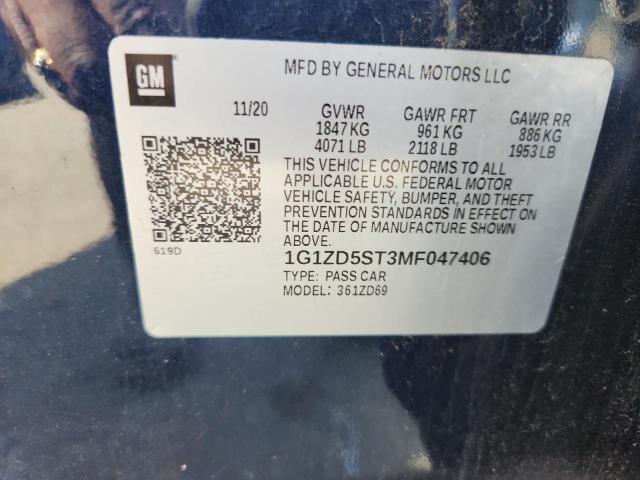 GM
MFD BY GENERAL MOTORS LLC
11/20 GVWR GAWR FRT GAWR RR
1847 KG 961 KG 886 KG
4071 LB 2118 LB 1953 LB
THIS VEHICLE CONFORMS TO ALL
APPLICABLE U.S. FEDERAL MOTOR
VEHICLE SAFETY, BUMPER, AND THEFT
PREVENTION STANDARDS IN EFFECT ON
THE DATE OF MANUFACTURE SHOWN
ABOVE.
619D
1G1ZD5ST3MF047406
TYPE: PASS CAR
MODEL: 361ZD69